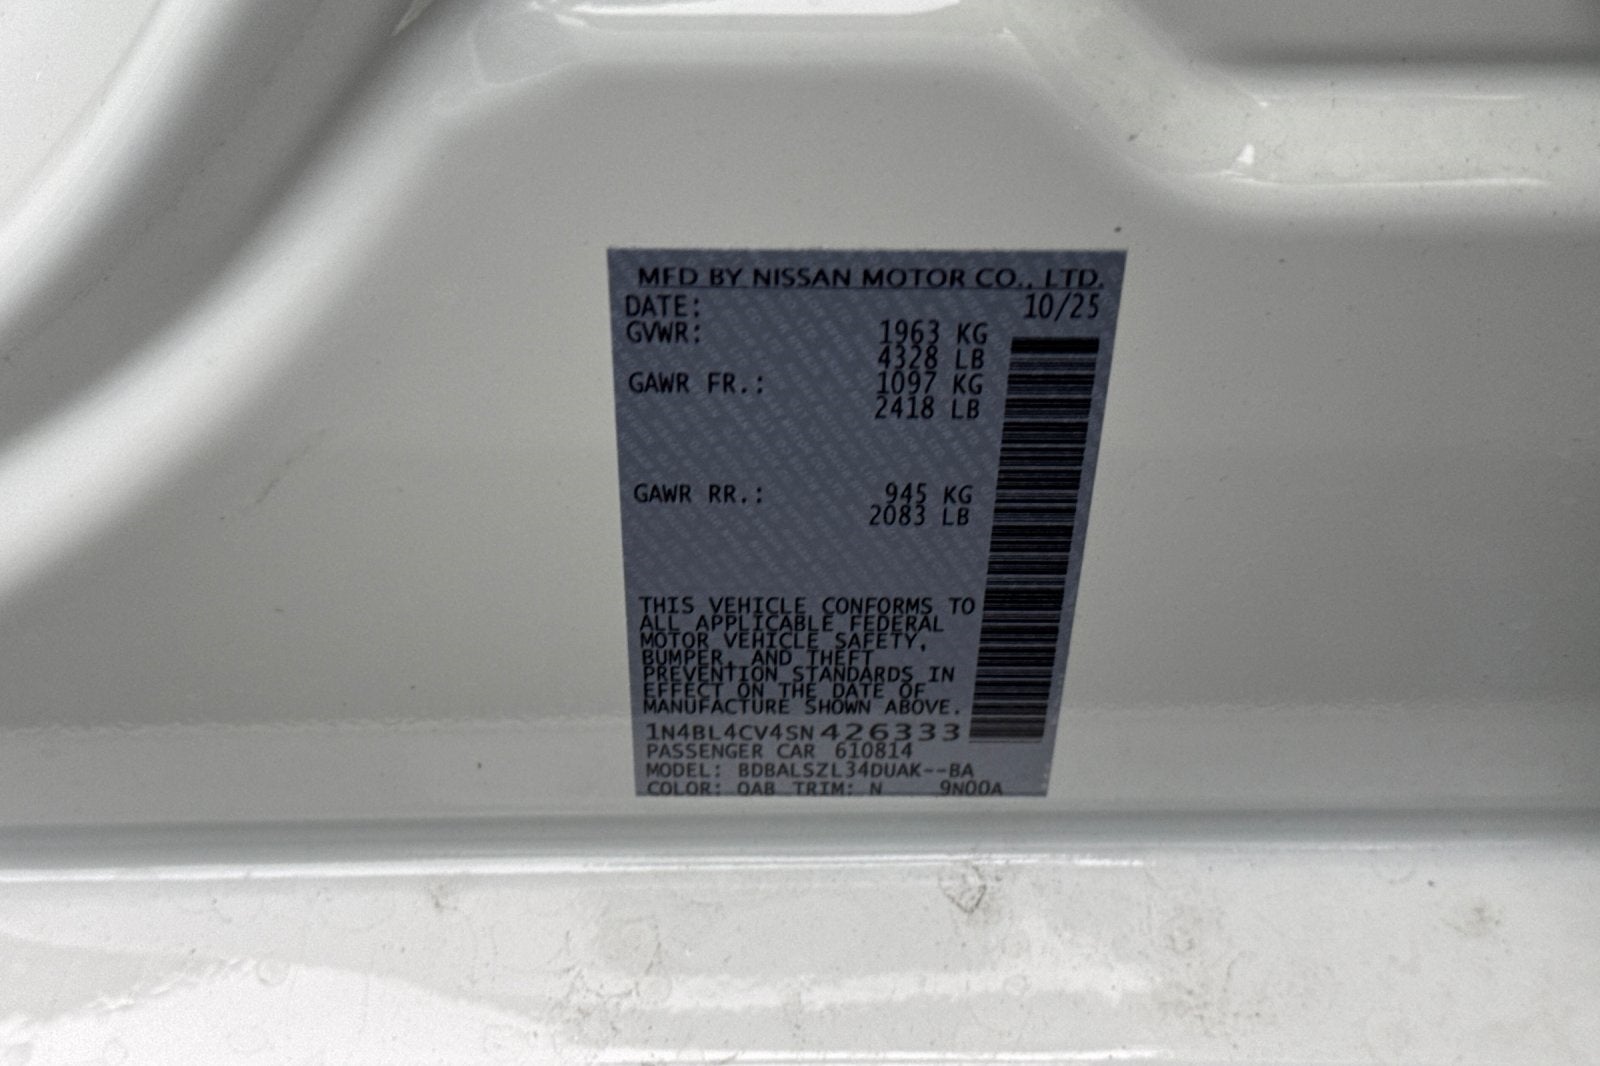 MFD BY NISSAN MOTOR CO., LTD.
DATE: 10/25
GVWR: 1963 KG
4328 LB
GAWR FR.: 1097 KG
2418 LB
GAWR RR.: 945 KG
2083 LB
THIS VEHICLE CONFORMS TO
ALL APPLICABLE FEDERAL
MOTOR VEHICLE SAFETY,
BUMPER, AND THEFT
PREVENTION STANDARDS IN
EFFECT ON THE DATE OF
MANUFACTURE SHOWN ABOVE.
1N4BL4CV4SN426333
PASSENGER CAR 610814
MODEL: BDBALSZL34DUAK--BA
COLOR: QAB TRIM: N 9N00A